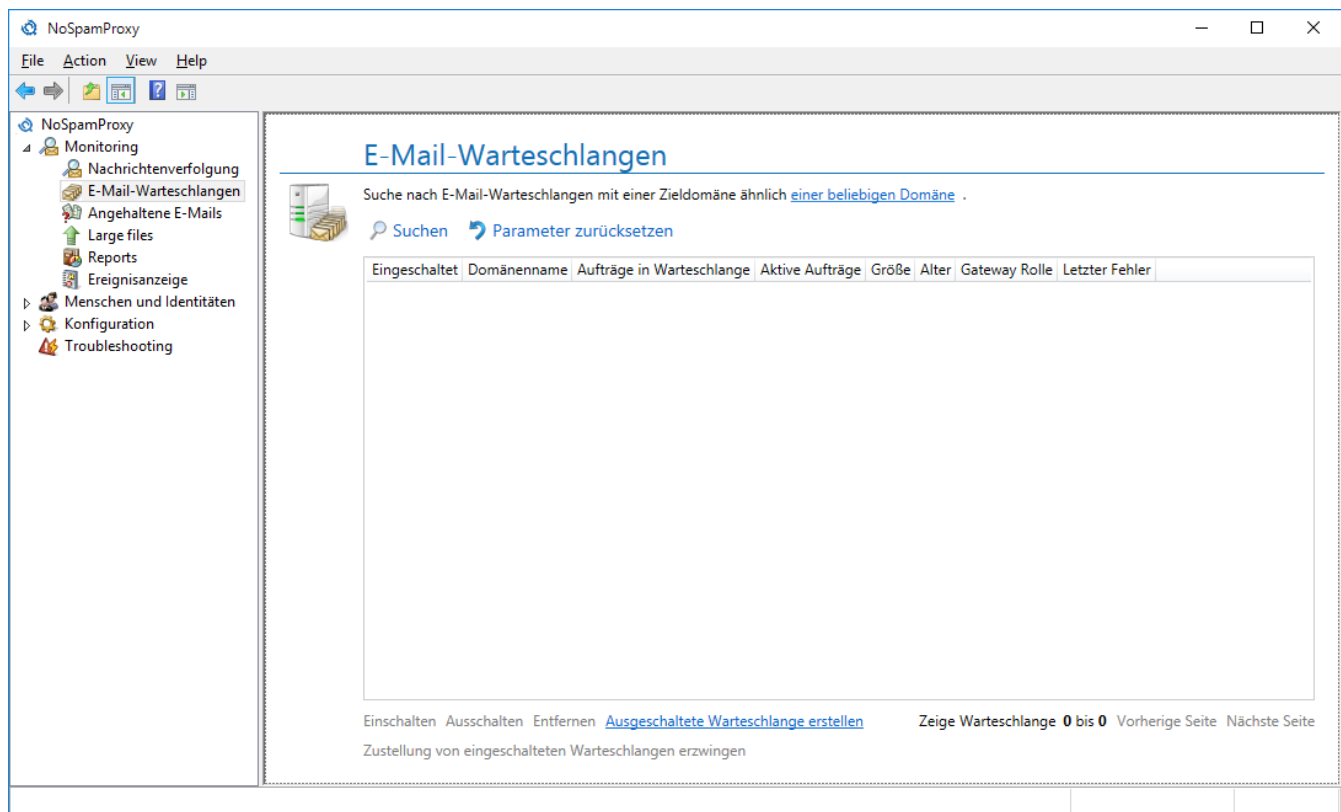 NoSpamProxy
File Action View Help
NoSpamProxy
Monitoring
Nachrichtenverfolgung
E-Mail-Warteschlangen
Angehaltene E-Mails
Large files
Reports
Ereignisanzeige
Menschen und Identitäten
Konfiguration
Troubleshooting
E-Mail-Warteschlangen
Suche nach E-Mail-Warteschlangen mit einer Zieldomäne ähnlich einer beliebigen Domäne .
Suchen Parameter zurücksetzen
Eingeschaltet Domänenname Aufträge in Warteschlange Aktive Aufträge Größe Alter Gateway Rolle Letzter Fehler
Einschalten Ausschalten Entfernen Ausgeschaltete Warteschlange erstellen Zeige Warteschlange 0 bis 0 Vorherige Seite Nächste Seite
Zustellung von eingeschalteten Warteschlangen erzwingen